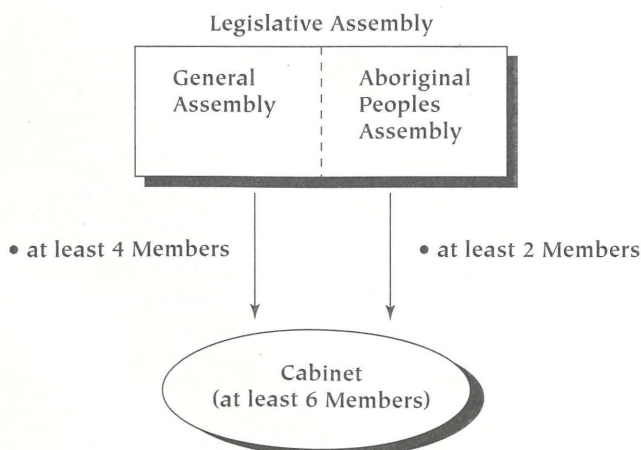 Legislative Assembly
General
Assembly
Aboriginal
Peoples
Assembly
• at least 4 Members
• at least 2 Members
Cabinet
(at least 6 Members)